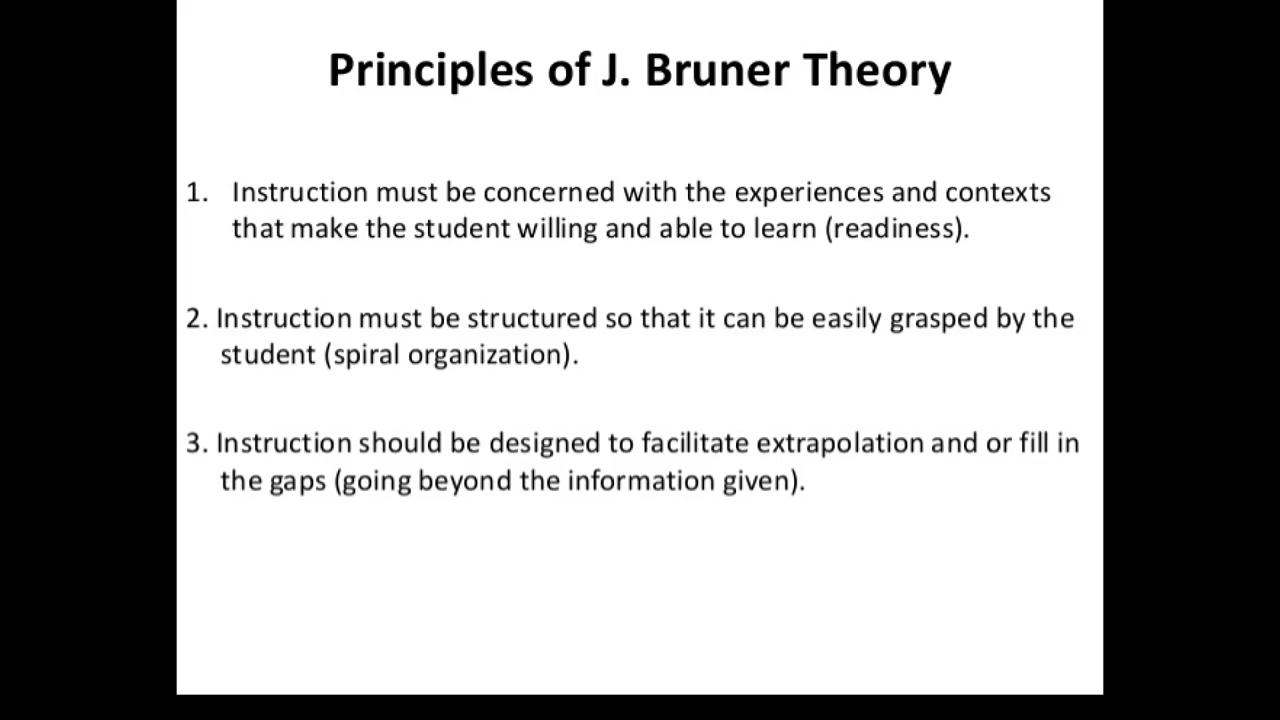 Principles of J. Bruner Theory
1. Instruction must be concerned with the experiences and contexts
that make the student willing and able to learn (readiness).
2. Instruction must be structured so that it can be easily grasped by the
student (spiral organization).
3. Instruction should be designed to facilitate extrapolation and or fill in
the gaps (going beyond the information given).